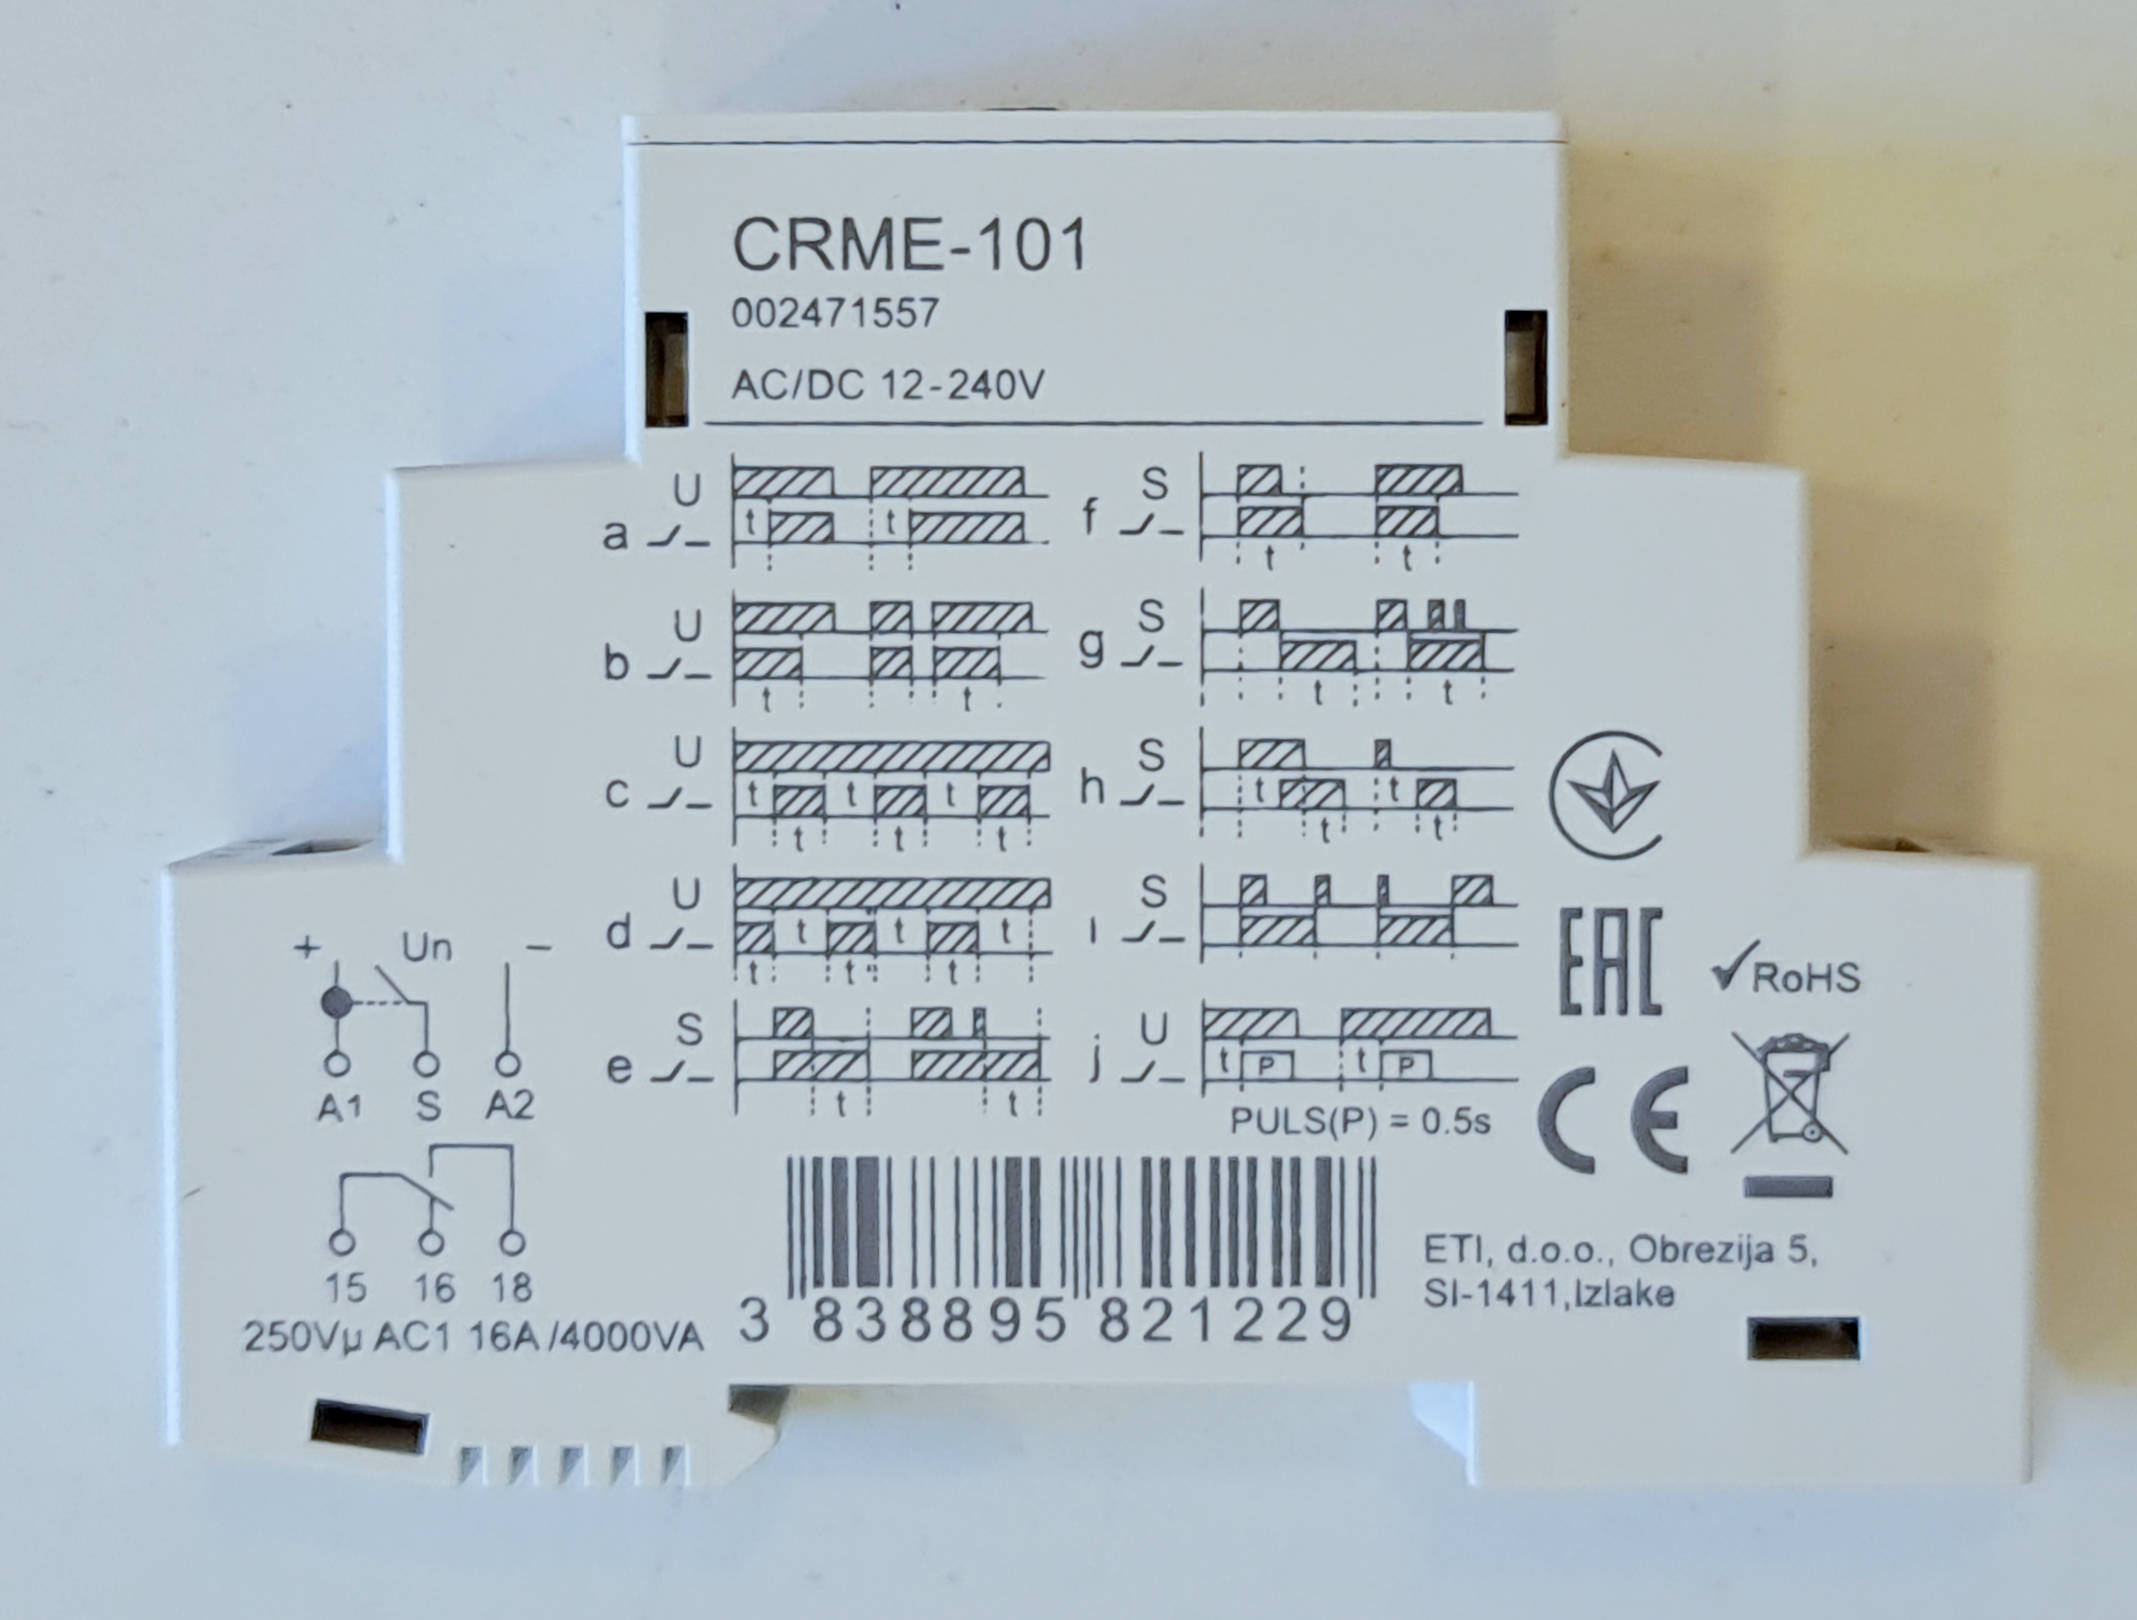 CRME-101
002471557
AC/DC 12-240V
U
a
t
t
U
b
t
t
U
c
t
t
t
t
t
t
U
d
t
t
t
t
t
t
S
e
t
t
S
f
t
t
S
g
t
t
S
h
t
t
t
t
S
i
U
j
t
P
t
P
PULS(P) = 0.5s
+ Un -
A1 S A2
15 16 18
250Vµ AC1 16A/4000VA
3 838895 821229
EAC
✓RoHS
CE
ETI, d.o.o., Obrezija 5,
SI-1411,Izlake